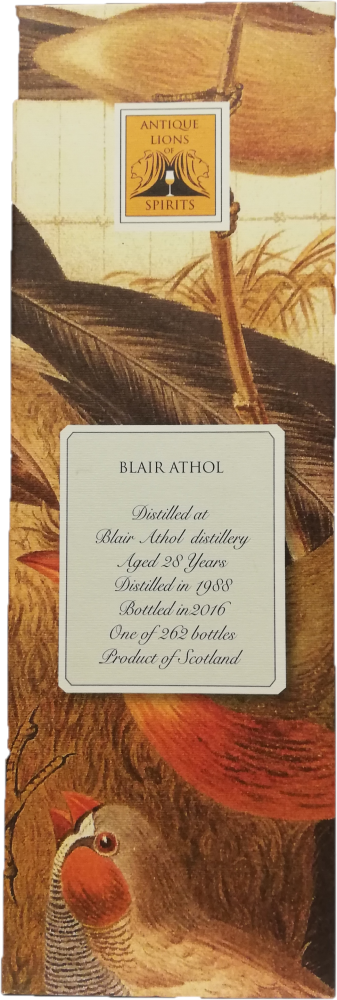 ANTIQUE
LIONS
OF
SPIRITS
BLAIR ATHOL
Distilled at
Blair Athol distillery
Aged 28 Years
Distilled in 1988
Bottled in 2016
One of 262 bottles
Product of Scotland